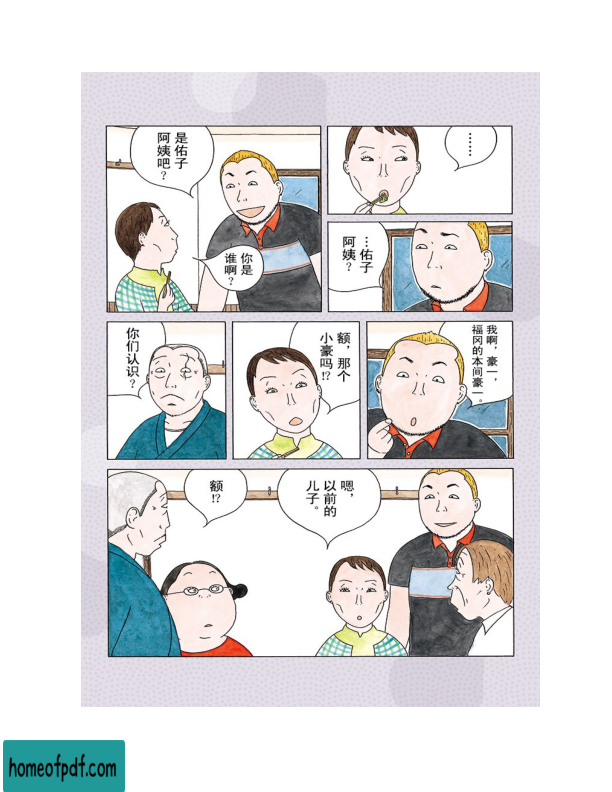 ……
…佑子
阿姨？
是佑子
阿姨吧？
你是
谁啊？
我啊，豪一，
福冈的本间豪一。
额，那个
小豪吗!?
你们认识？
嗯，
以前的
儿子。
额!?
homeofpdf.com